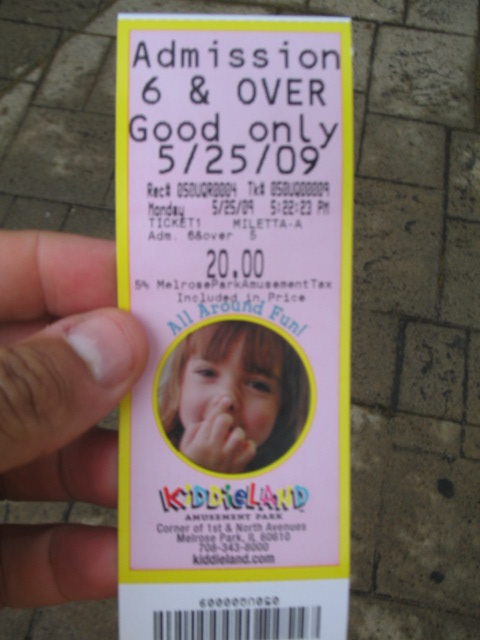 Admission
6 & OVER
Good only
5/25/09
Rec# 050UQR0004 Tk# 050UQ00009
Monday 5/25/09 5:22:23 PM
TICKET1 MILETTA-A
Adm. 6&over 5
20.00
5% MelroseParkAmusementTax
Included in Price
All Around Fun!
KiDDiELAND
AMUSEMENT PARK
Corner of 1st & North Avenues
Melrose Park, IL 60610
708-343-8000
kiddieland.com